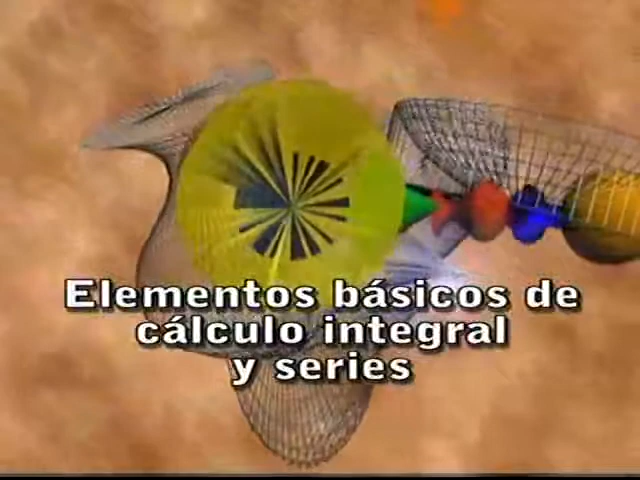 Elementos básicos de
cálculo integral
y series